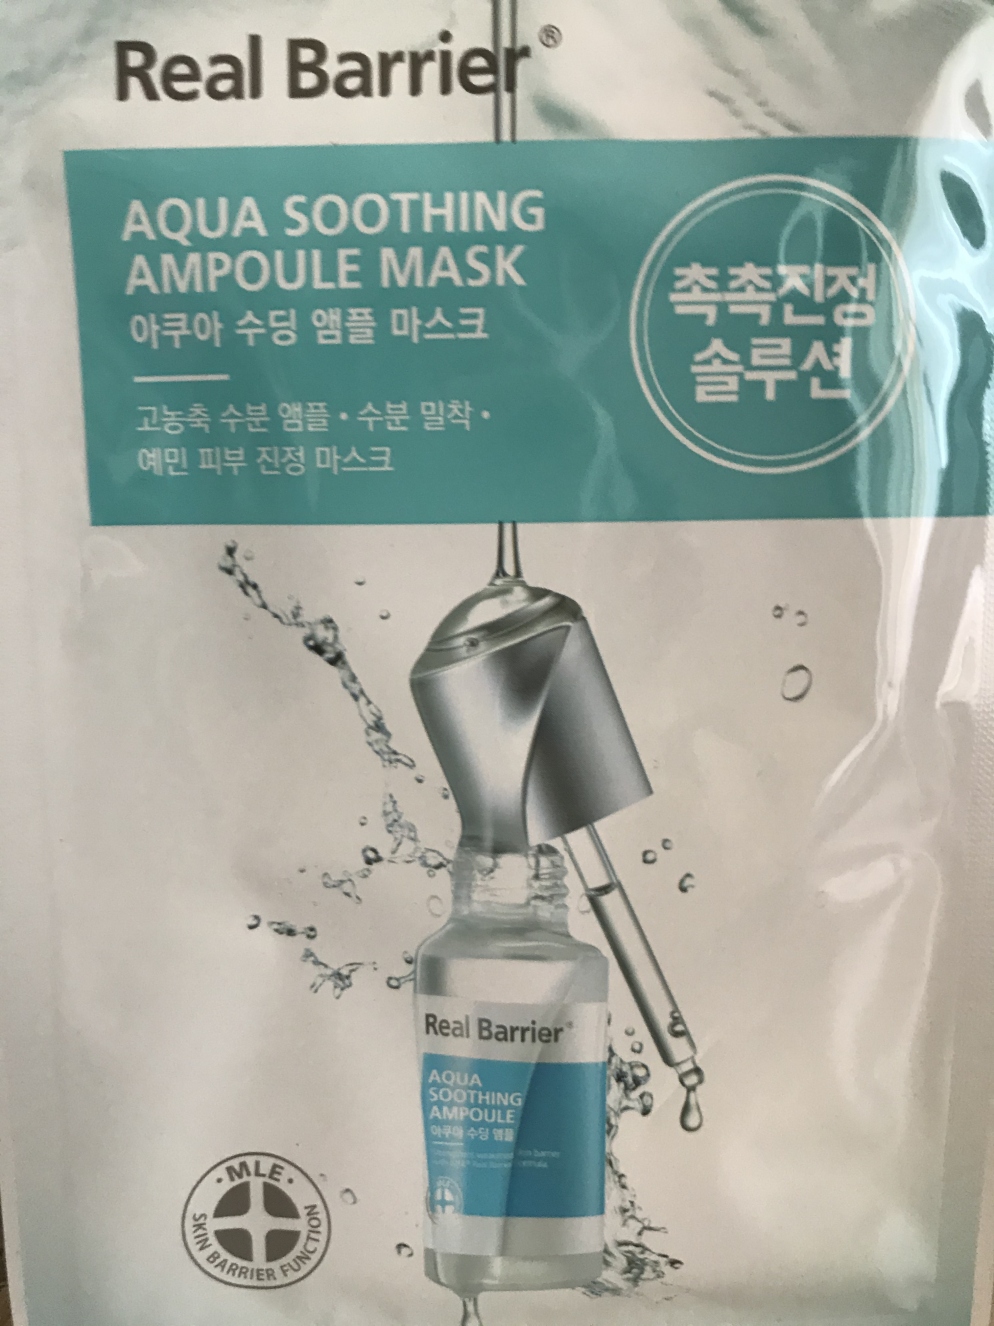 Real Barrier®
AQUA SOOTHING
AMPOULE MASK
아쿠아 수딩 앰플 마스크
고농축 수분 앰플 • 수분 밀착 •
예민 피부 진정 마스크
촉촉진정
솔루션
Real Barrier®
AQUA
SOOTHING
AMPOULE
아쿠아 수딩 앰플
• MLE •
SKIN BARRIER FUNCTION